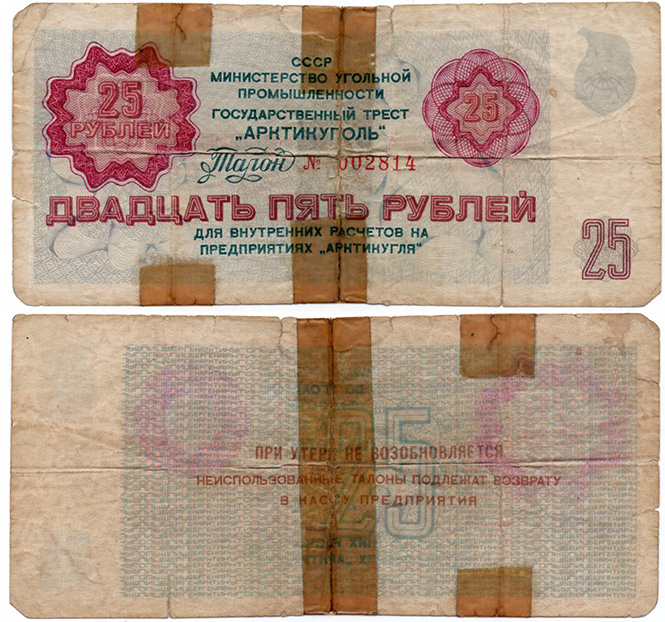 25
РУБЛЕЙ
СССР
МИНИСТЕРСТВО УГОЛЬНОЙ
ПРОМЫШЛЕННОСТИ
ГОСУДАРСТВЕННЫЙ ТРЕСТ
„АРКТИКУГОЛЬ"
Талон № 002814
25
ДВАДЦАТЬ ПЯТЬ РУБЛЕЙ
ДЛЯ ВНУТРЕННИХ РАСЧЕТОВ НА
ПРЕДПРИЯТИЯХ „АРКТИКУГЛЯ"
25
25
ПРИ УТЕРЕ НЕ ВОЗОБНОВЛЯЕТСЯ
НЕИСПОЛЬЗОВАННЫЕ ТАЛОНЫ ПОДЛЕЖАТ ВОЗВРАТУ
В КАССУ ПРЕДПРИЯТИЯ